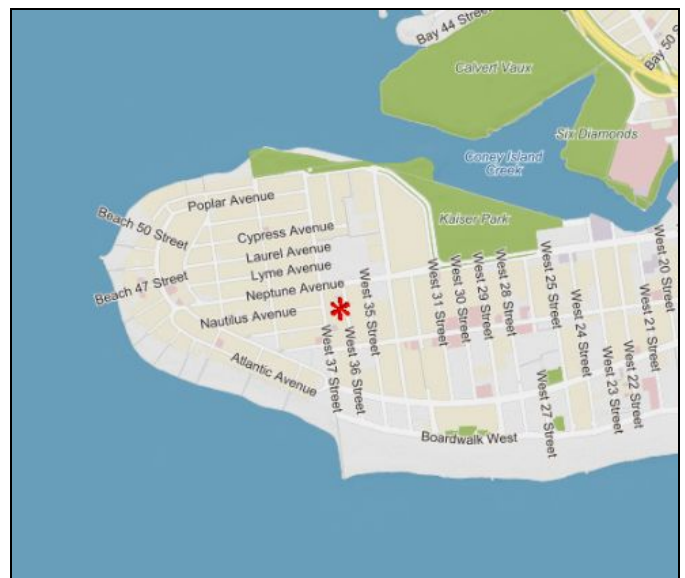 Bay 44 Street
Bay 50 S
Calvert Vaux
Six Diamonds
Coney Island
Creek
Poplar Avenue
Kaiser Park
Beach 50 Street
Cypress Avenue
Laurel Avenue
Lyme Avenue
Beach 47 Street
Neptune Avenue
Nautilus Avenue
Atlantic Avenue
West 37 Street
West 36 Street
West 35 Street
West 31 Street
West 30 Street
West 29 Street
West 28 Street
West 27 Street
West 25 Street
West 24 Street
West 23 Street
West 22 Street
West 21 Street
West 20 Street
Boardwalk West